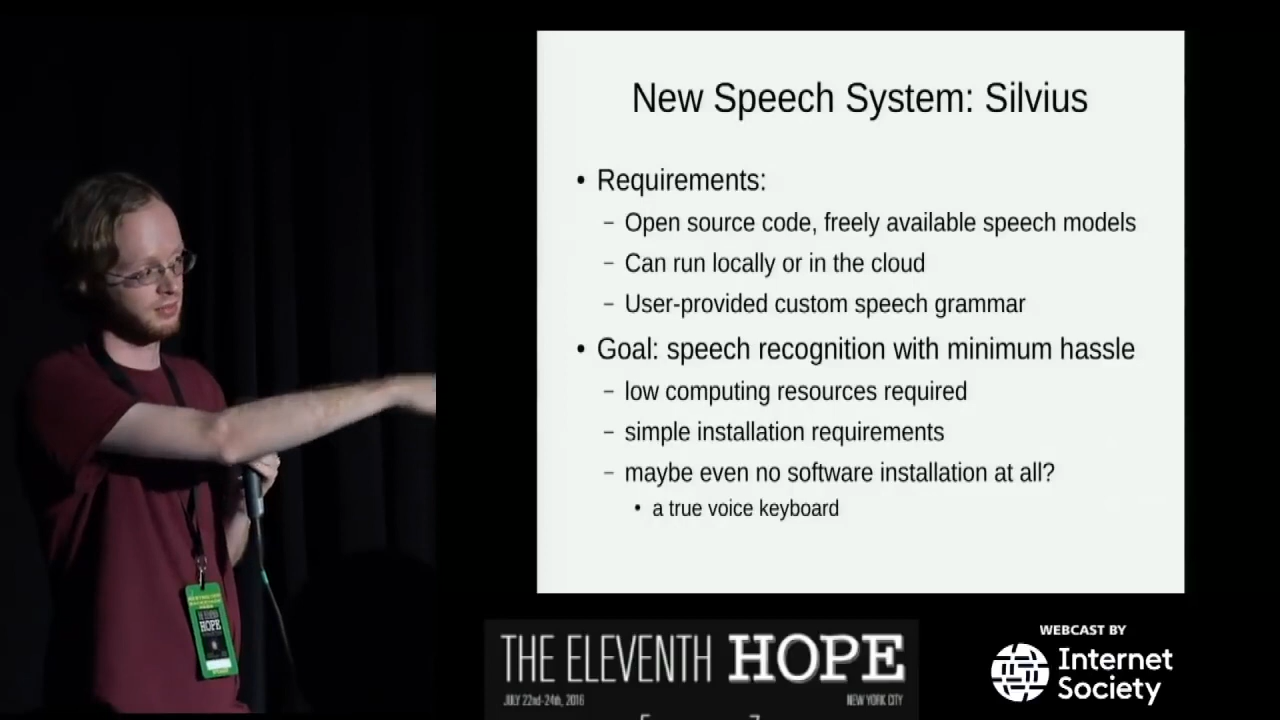 New Speech System: Silvius
• Requirements:
– Open source code, freely available speech models
– Can run locally or in the cloud
– User-provided custom speech grammar
• Goal: speech recognition with minimum hassle
– low computing resources required
– simple installation requirements
– maybe even no software installation at all?
• a true voice keyboard
HOPE
THE ELEVENTH HOPE
JULY 22nd-24th, 2016
NEW YORK CITY
WEBCAST BY
Internet
Society